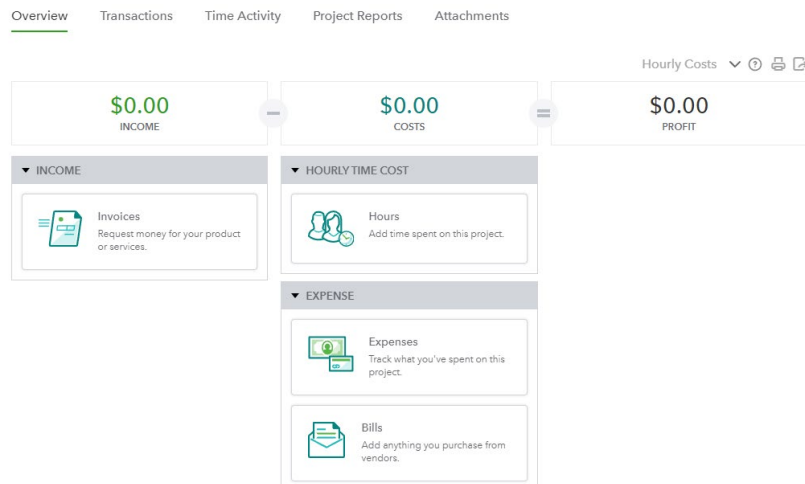 Overview Transactions Time Activity Project Reports Attachments
Hourly Costs
$0.00
INCOME
$0.00
COSTS
$0.00
PROFIT
INCOME
Invoices
Request money for your product
or services.
HOURLY TIME COST
Hours
Add time spent on this project.
EXPENSE
Expenses
Track what you've spent on this
project.
Bills
Add anything you purchase from
vendors.